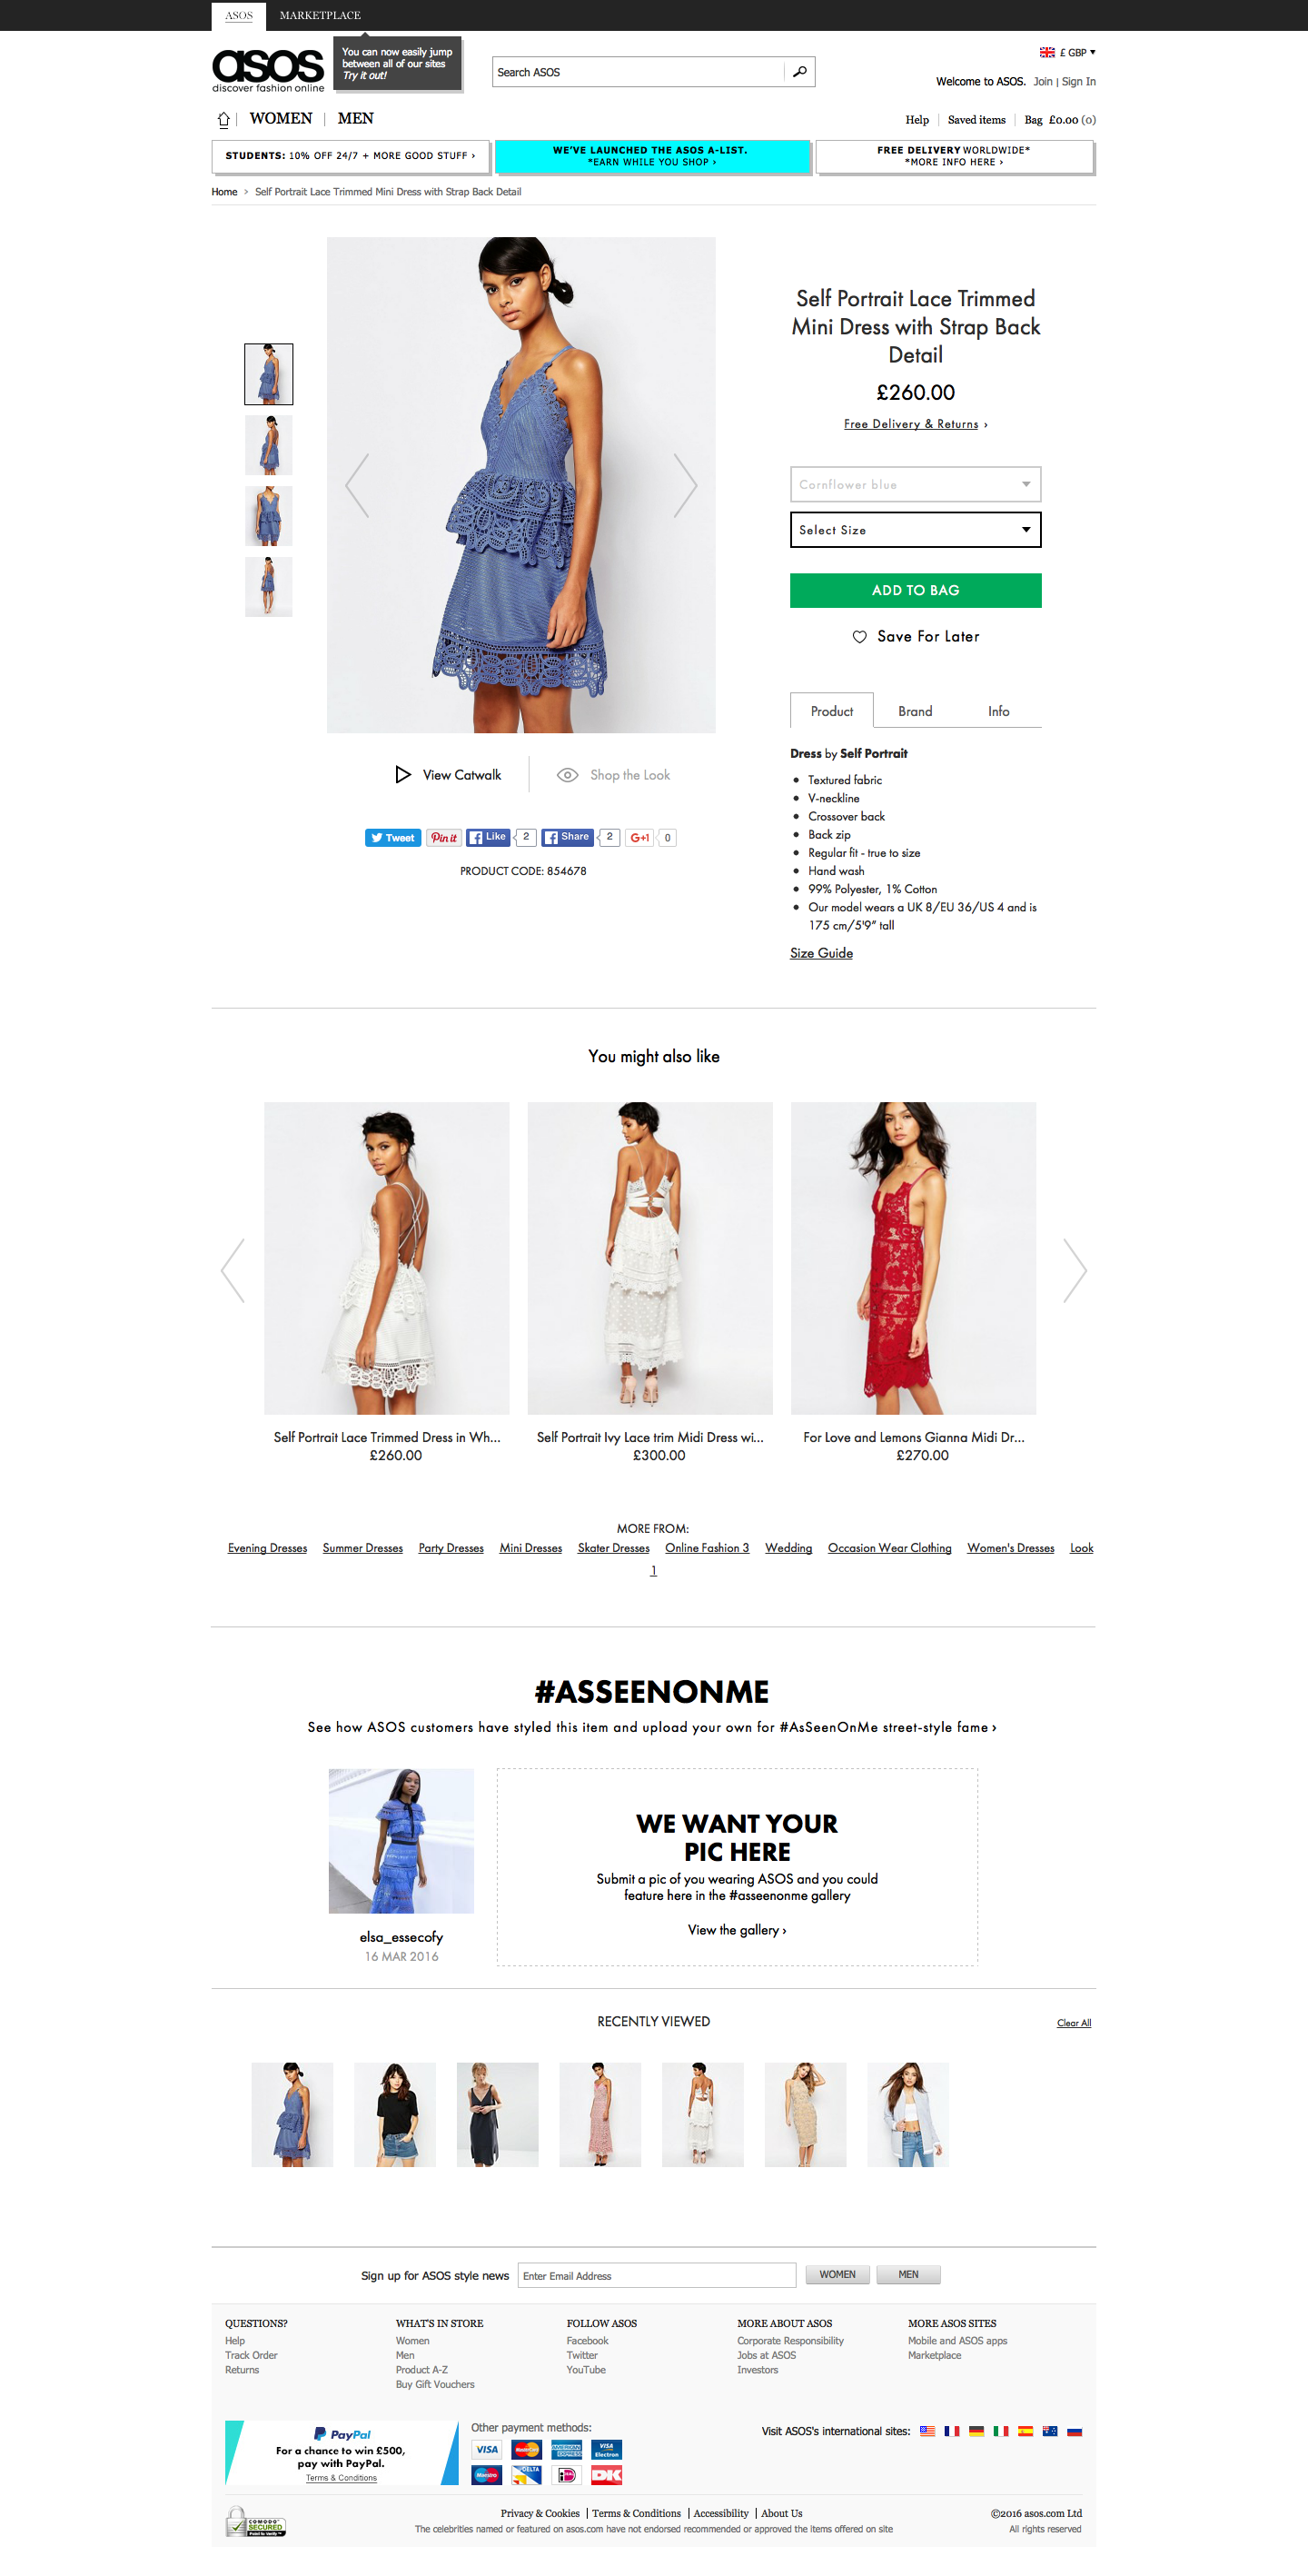 ASOS
MARKETPLACE
You can now easily jump
between all of our sites
Try it out!
asos
discover fashion online
Search ASOS
£ GBP
Welcome to ASOS. Join | Sign In
WOMEN | MEN
Help
Saved items
Bag £0.00 (0)
STUDENTS: 10% OFF 24/7 + MORE GOOD STUFF ›
WE'VE LAUNCHED THE ASOS A-LIST.
*EARN WHILE YOU SHOP ›
FREE DELIVERY WORLDWIDE*
*MORE INFO HERE ›
Home › Self Portrait Lace Trimmed Mini Dress with Strap Back Detail
Self Portrait Lace Trimmed
Mini Dress with Strap Back
Detail
£260.00
Free Delivery & Returns ›
Cornflower blue
Select Size
ADD TO BAG
Save For Later
Product
Brand
Info
Dress by Self Portrait
Textured fabric
V-neckline
Crossover back
Back zip
Regular fit - true to size
Hand wash
99% Polyester, 1% Cotton
Our model wears a UK 8/EU 36/US 4 and is
175 cm/5'9” tall
Size Guide
View Catwalk
Shop the Look
Tweet
Pin it
Like
2
Share
2
G+1
0
PRODUCT CODE: 854678
You might also like
Self Portrait Lace Trimmed Dress in Wh...
£260.00
Self Portrait Ivy Lace trim Midi Dress wi...
£300.00
For Love and Lemons Gianna Midi Dr...
£270.00
MORE FROM:
Evening Dresses Summer Dresses Party Dresses Mini Dresses Skater Dresses Online Fashion 3 Wedding Occasion Wear Clothing Women's Dresses Look
1
#ASSEENONME
See how ASOS customers have styled this item and upload your own for #AsSeenOnMe street-style fame ›
elsa_essecofy
16 MAR 2016
WE WANT YOUR
PIC HERE
Submit a pic of you wearing ASOS and you could
feature here in the #asseenonme gallery
View the gallery ›
RECENTLY VIEWED
Clear All
Sign up for ASOS style news
Enter Email Address
WOMEN
MEN
QUESTIONS?
Help
Track Order
Returns
WHAT'S IN STORE
Women
Men
Product A-Z
Buy Gift Vouchers
FOLLOW ASOS
Facebook
Twitter
YouTube
MORE ABOUT ASOS
Corporate Responsibility
Jobs at ASOS
Investors
MORE ASOS SITES
Mobile and ASOS apps
Marketplace
PayPal
For a chance to win £500,
pay with PayPal.
Terms & Conditions
Other payment methods:
VISA
MasterCard
AMERICAN EXPRESS
VISA Electron
Maestro
DELTA
iD
DK
Visit ASOS's international sites:
COMODO
SECURED
Privacy & Cookies | Terms & Conditions | Accessibility | About Us
The celebrities named or featured on asos.com have not endorsed recommended or approved the items offered on site
©2016 asos.com Ltd
All rights reserved